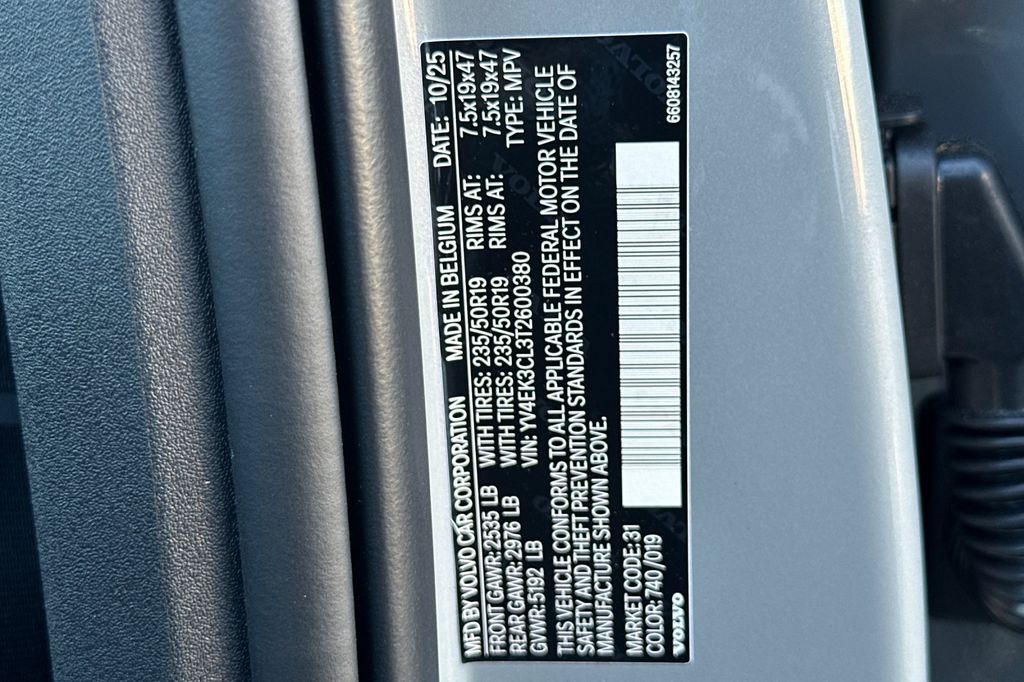 MFD BY VOLVO CAR CORPORATION MADE IN BELGIUM DATE: 10/25
FRONT GAWR: 2535 LB WITH TIRES: 235/50R19 RIMS AT: 7.5x19x47
REAR GAWR: 2976 LB WITH TIRES: 235/50R19 RIMS AT: 7.5x19x47
GVWR: 5192 LB VIN: YV4EK3CL3T2600380 TYPE: MPV
THIS VEHICLE CONFORMS TO ALL APPLICABLE FEDERAL MOTOR VEHICLE
SAFETY AND THEFT PREVENTION STANDARDS IN EFFECT ON THE DATE OF
MANUFACTURE SHOWN ABOVE.
MARKET CODE: 31
COLOR: 740/019
VOLVO
6608143257